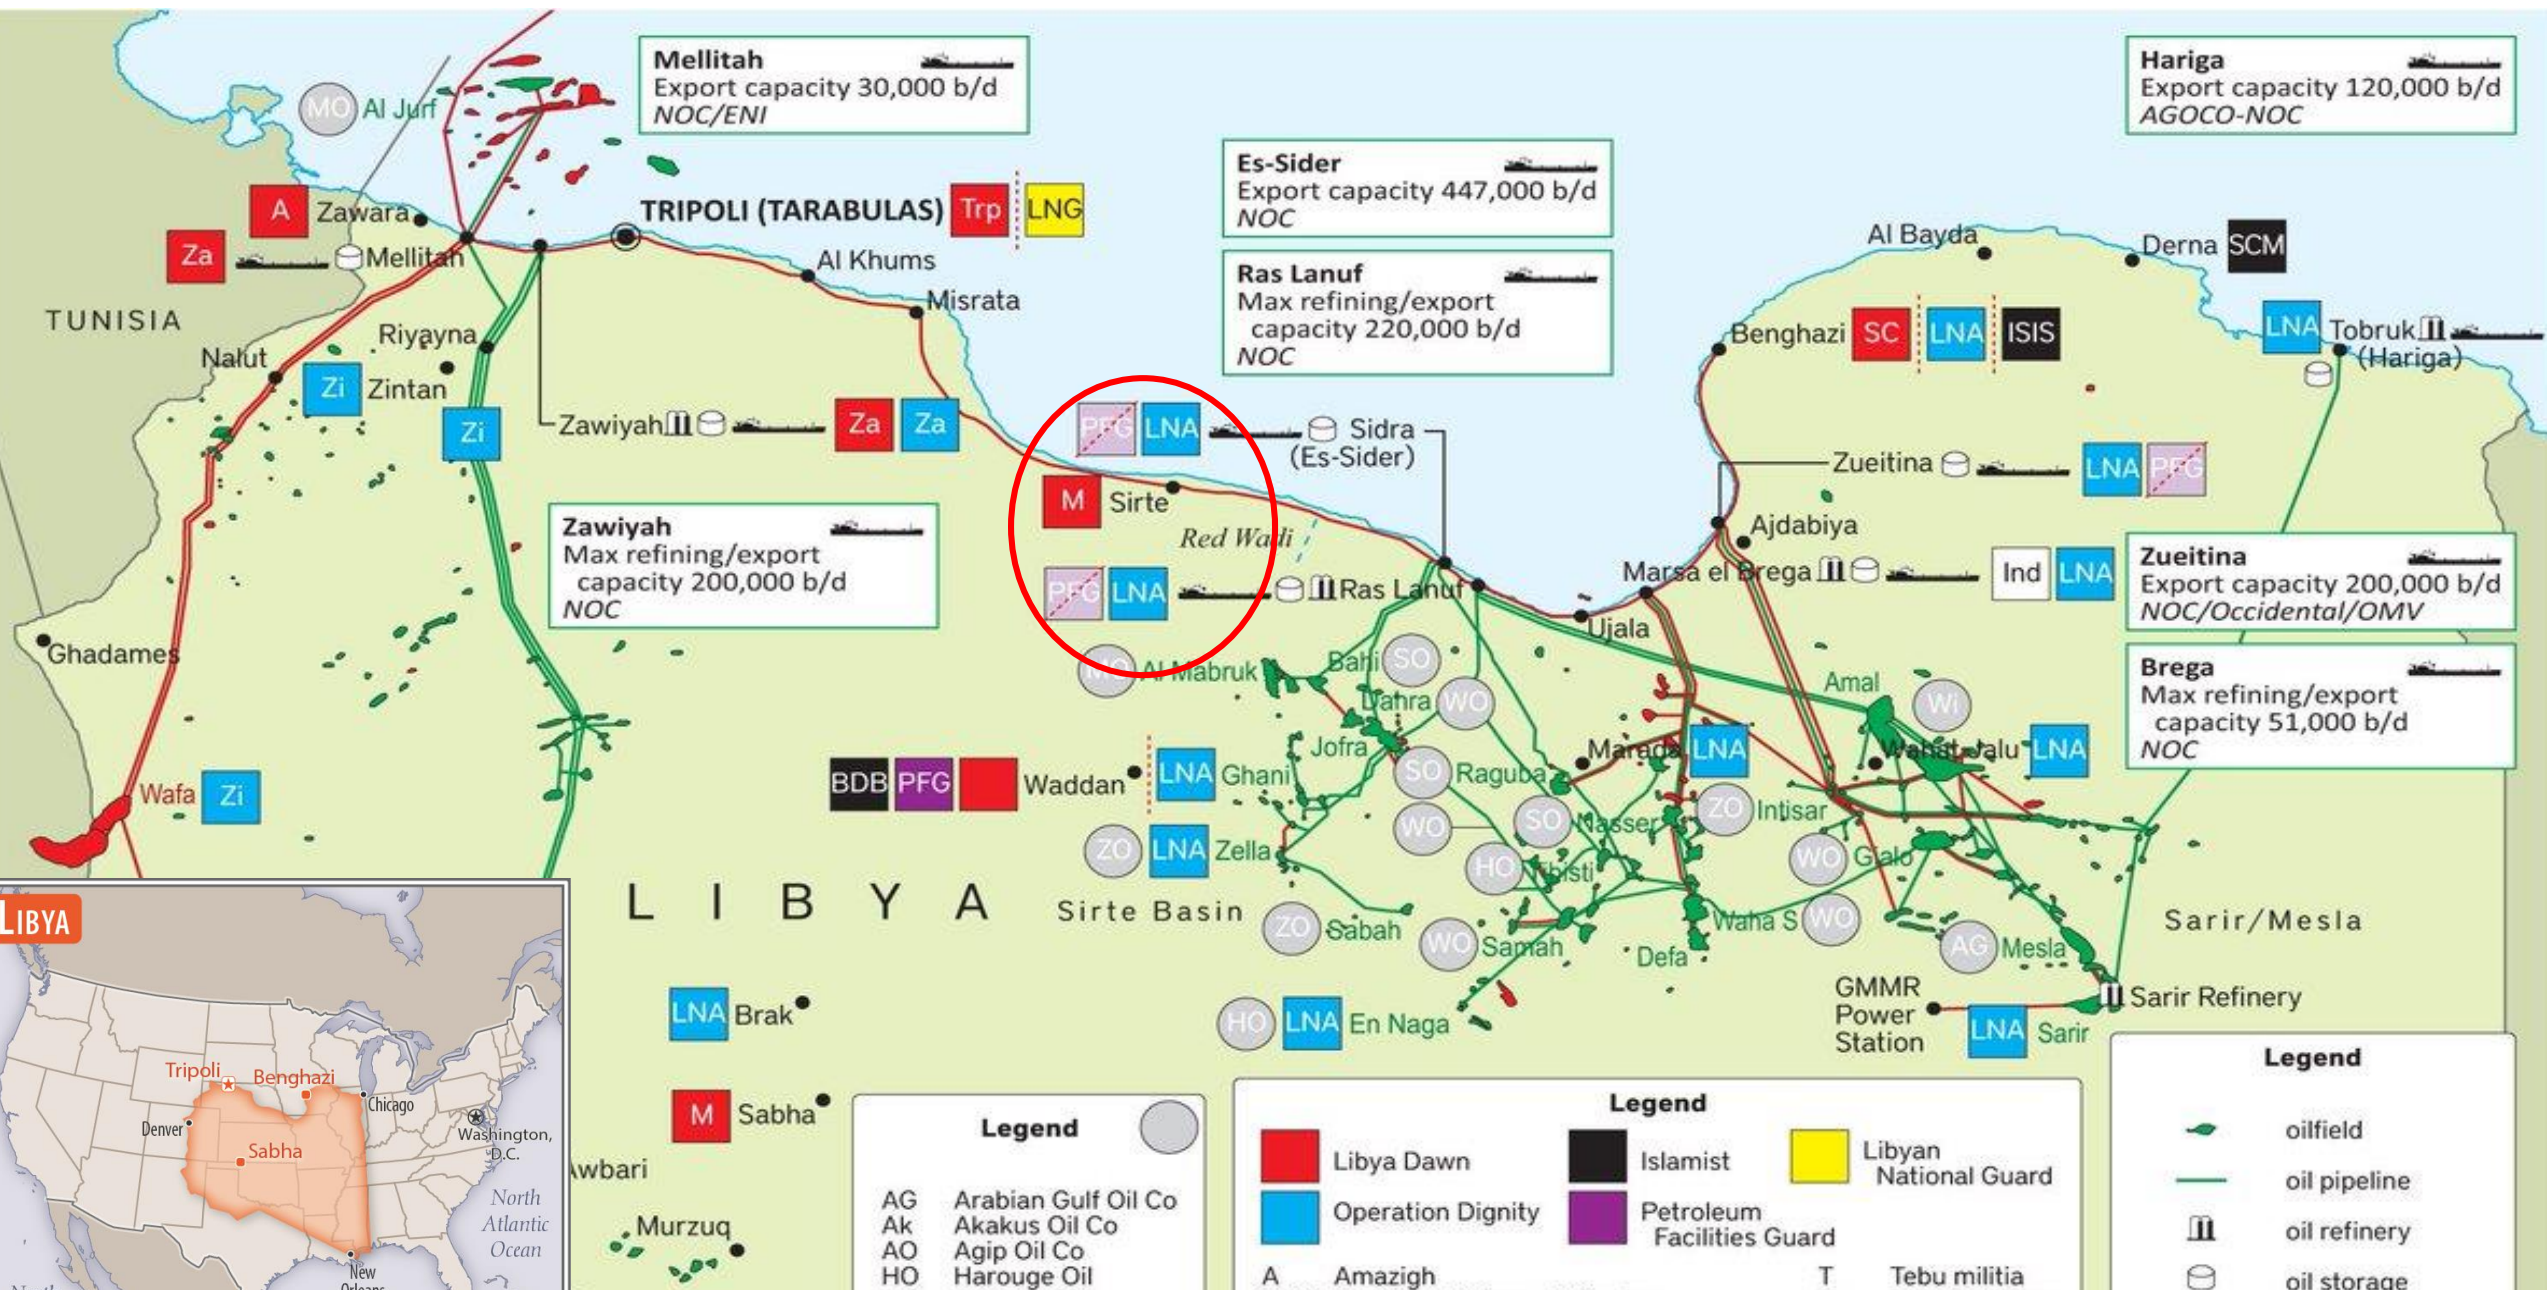 Mellitah
Export capacity 30,000 b/d
NOC/ENI
Hariga
Export capacity 120,000 b/d
AGOCO-NOC
Es-Sider
Export capacity 447,000 b/d
NOC
Ras Lanuf
Max refining/export
capacity 220,000 b/d
NOC
MO Al Jurf
A Zawara
Za Mellitah
TRIPOLI (TARABULAS) Trp LNG
Al Khums
Misrata
TUNISIA
Riyayna
Nalut
Zi Zintan
Zi
Zawiyah Za Za
Al Bayda
Derna SCM
Benghazi SC LNA ISIS
LNA Tobruk
(Hariga)
PFG LNA Sidra
(Es-Sider)
M Sirte
Red Wadi
PFG LNA Ras Lanuf
Zueitina LNA PFG
Ajdabiya
Marsa el Brega Ind LNA
Ujala
Zawiyah
Max refining/export
capacity 200,000 b/d
NOC
Zueitina
Export capacity 200,000 b/d
NOC/Occidental/OMV
Brega
Max refining/export
capacity 51,000 b/d
NOC
Ghadames
MO Al Mabruk
Bahi SO
Dahra WO
Amal
Wi
Jofra
Marada LNA
Wahat Jalu LNA
BDB PFG Waddan LNA Ghani
SO Raguba
Wafa Zi
ZO Intisar
WO
SO Nasser
ZO LNA Zella
HO Tibisti
WO Gialo
LIBYA
Sirte Basin
ZO Sabah
WO Samah
Defa
Waha S WO
AG Mesla
Sarir/Mesla
Sarir Refinery
GMMR
Power
Station
LNA Sarir
LNA Brak
HO LNA En Naga
M Sabha
Awbari
Murzuq
LIBYA
Tripoli
Benghazi
Chicago
Denver
Washington,
D.C.
Sabha
North
Atlantic
Ocean
New
Orleans
Legend
AG Arabian Gulf Oil Co
Ak Akakus Oil Co
AO Agip Oil Co
HO Harouge Oil
Legend
Libya Dawn
Islamist
Libyan
National Guard
Operation Dignity
Petroleum
Facilities Guard
A Amazigh
T Tebu militia
Legend
oilfield
oil pipeline
oil refinery
oil storage